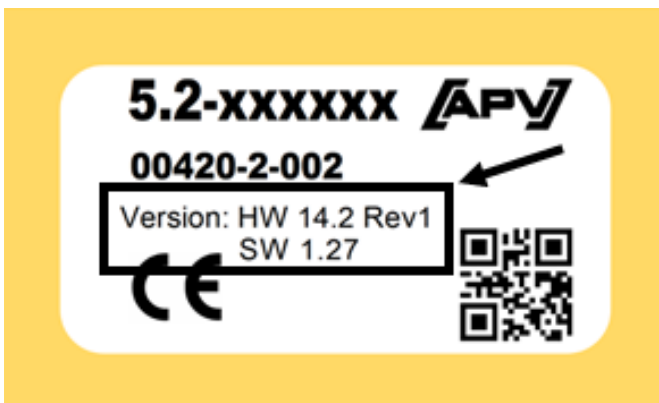 5.2-xxxxxx APV
00420-2-002
Version: HW 14.2 Rev1
SW 1.27
CE